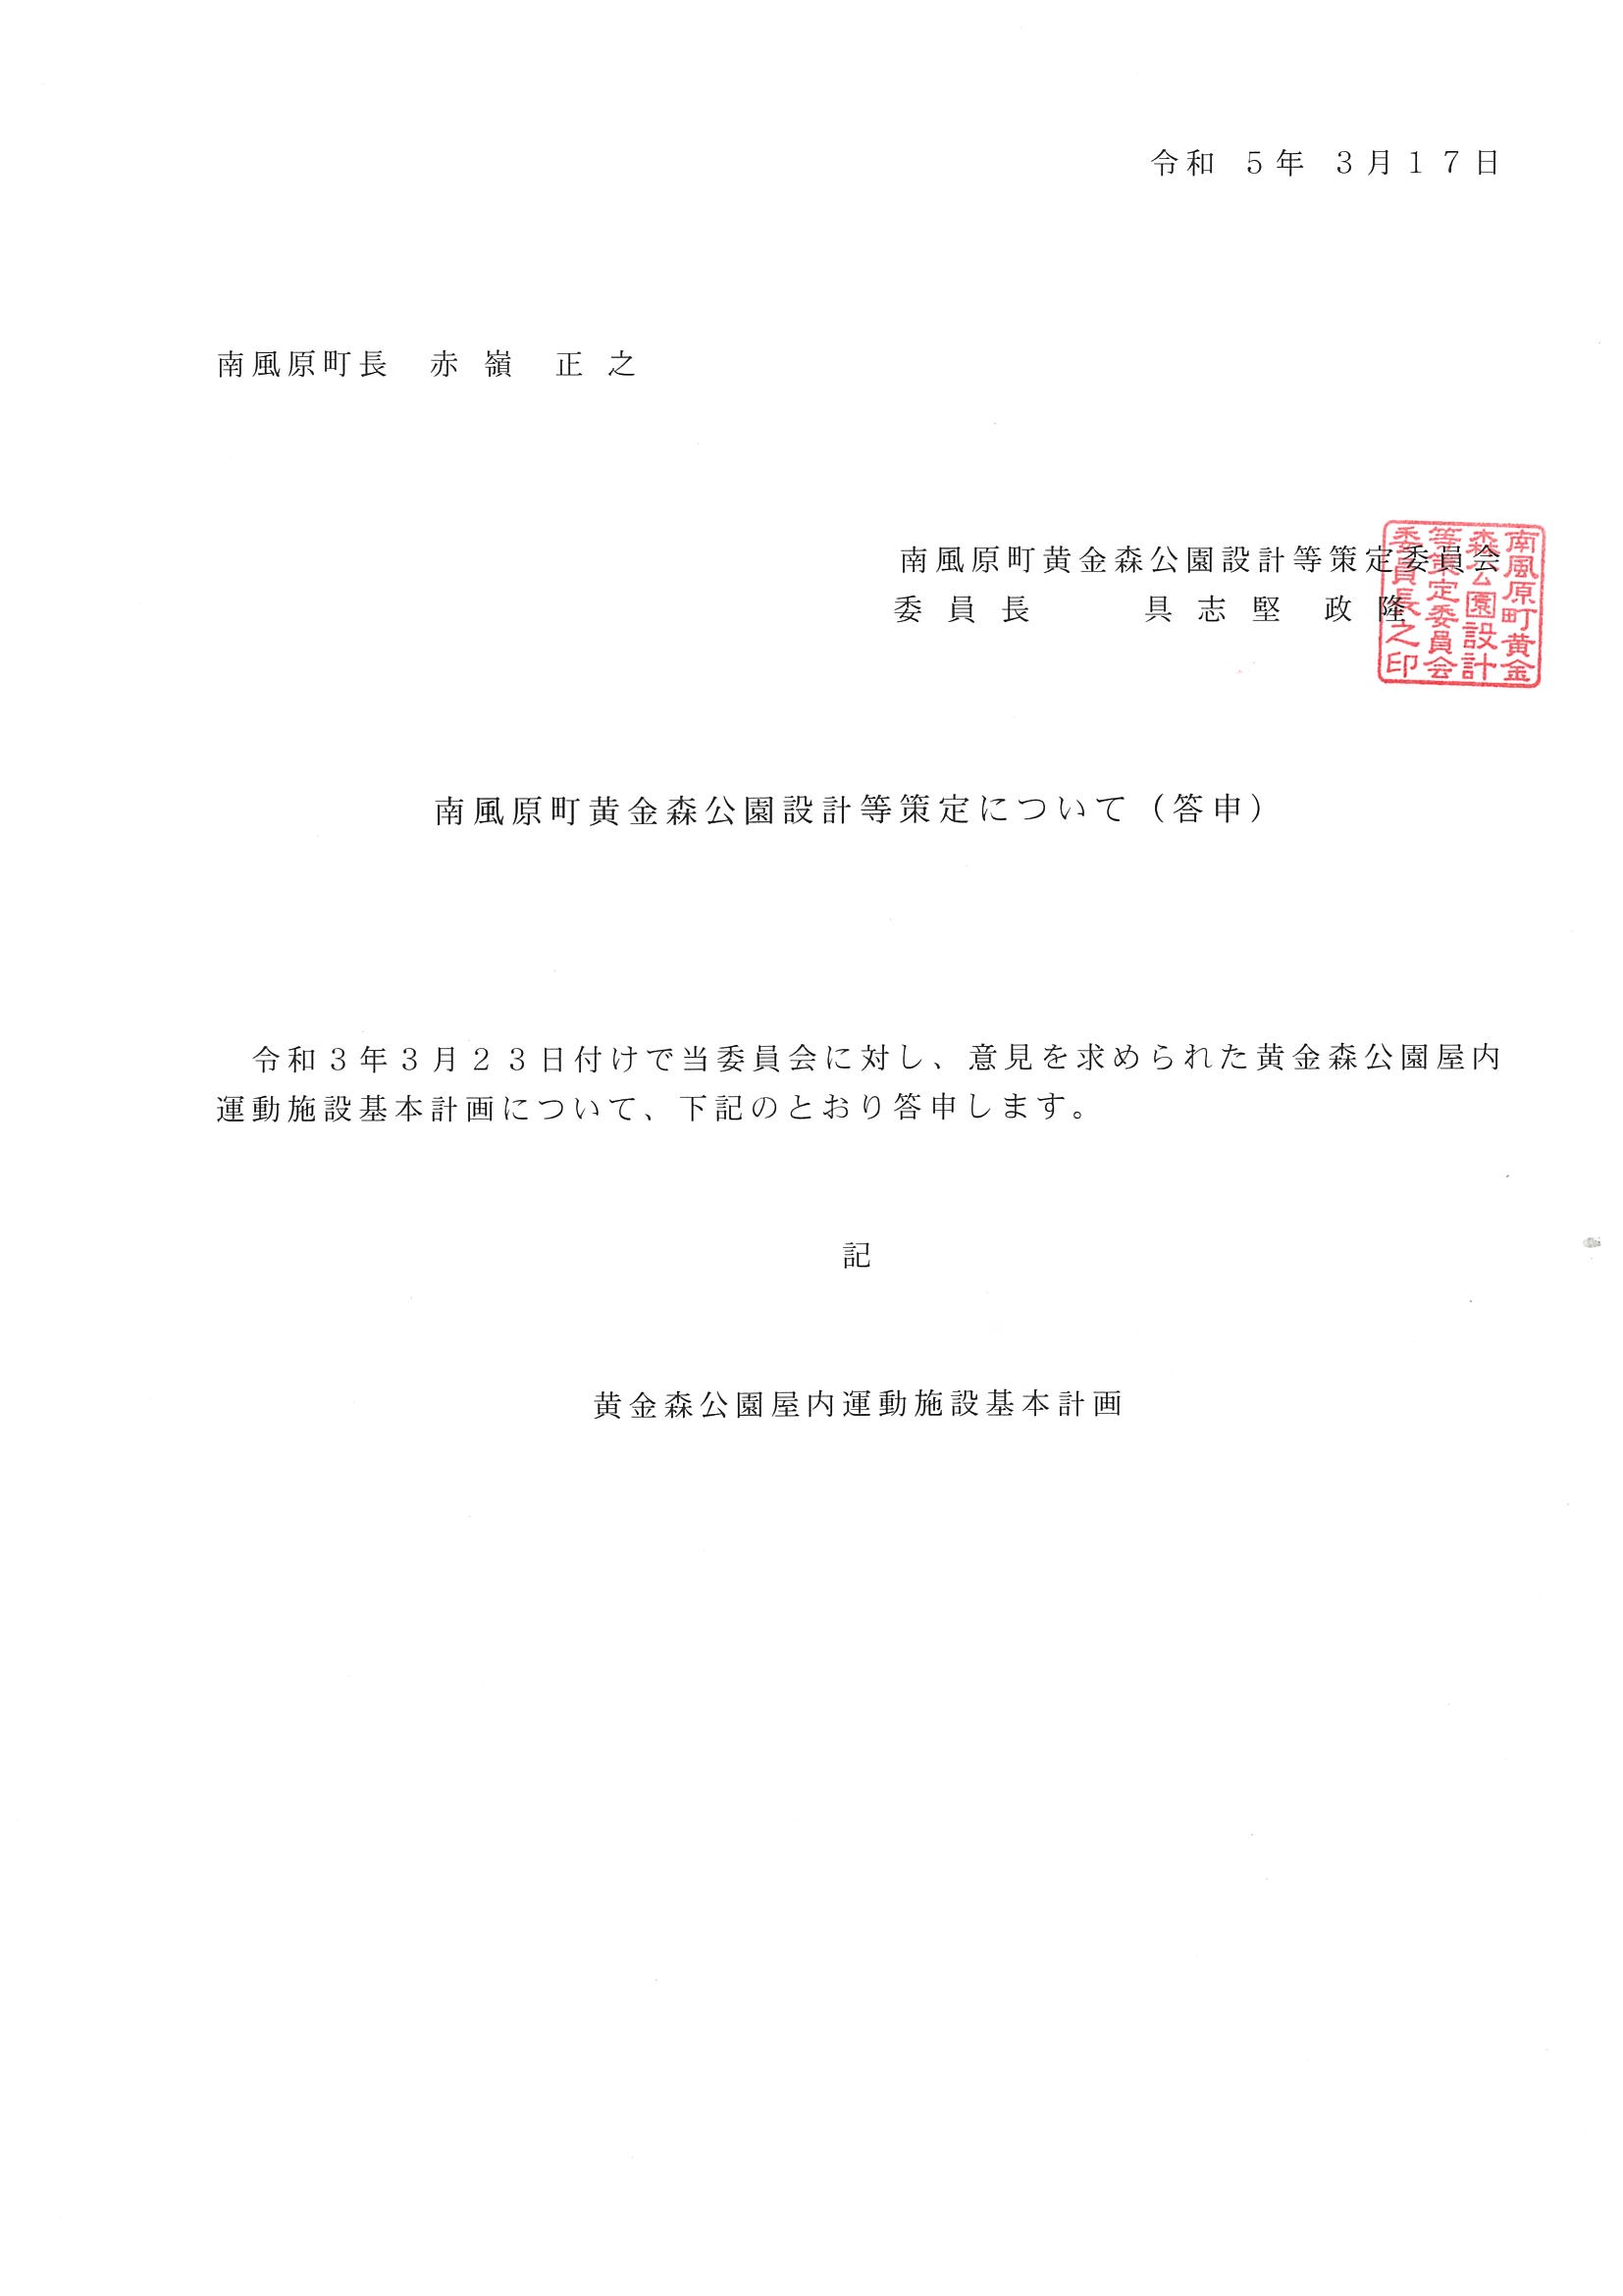 令和　５年　３月１７日
南風原町長　赤 嶺　正 之
南風原町黄金森公園設計等策定委員会
委 員 長　　　具 志 堅　政 隆
南風原町黄金
森公園設計
等策定委員会
委員長之印
南風原町黄金森公園設計等策定について（答申）
令和３年３月２３日付けで当委員会に対し、意見を求められた黄金森公園屋内
運動施設基本計画について、下記のとおり答申します。
記
黄金森公園屋内運動施設基本計画